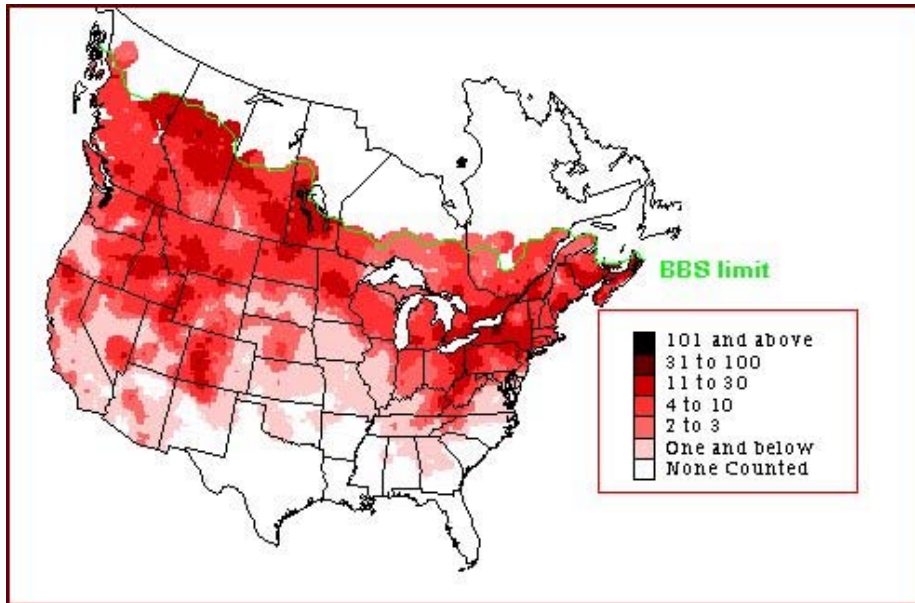 BBS limit
101 and above
31 to 100
11 to 30
4 to 10
2 to 3
One and below
None Counted